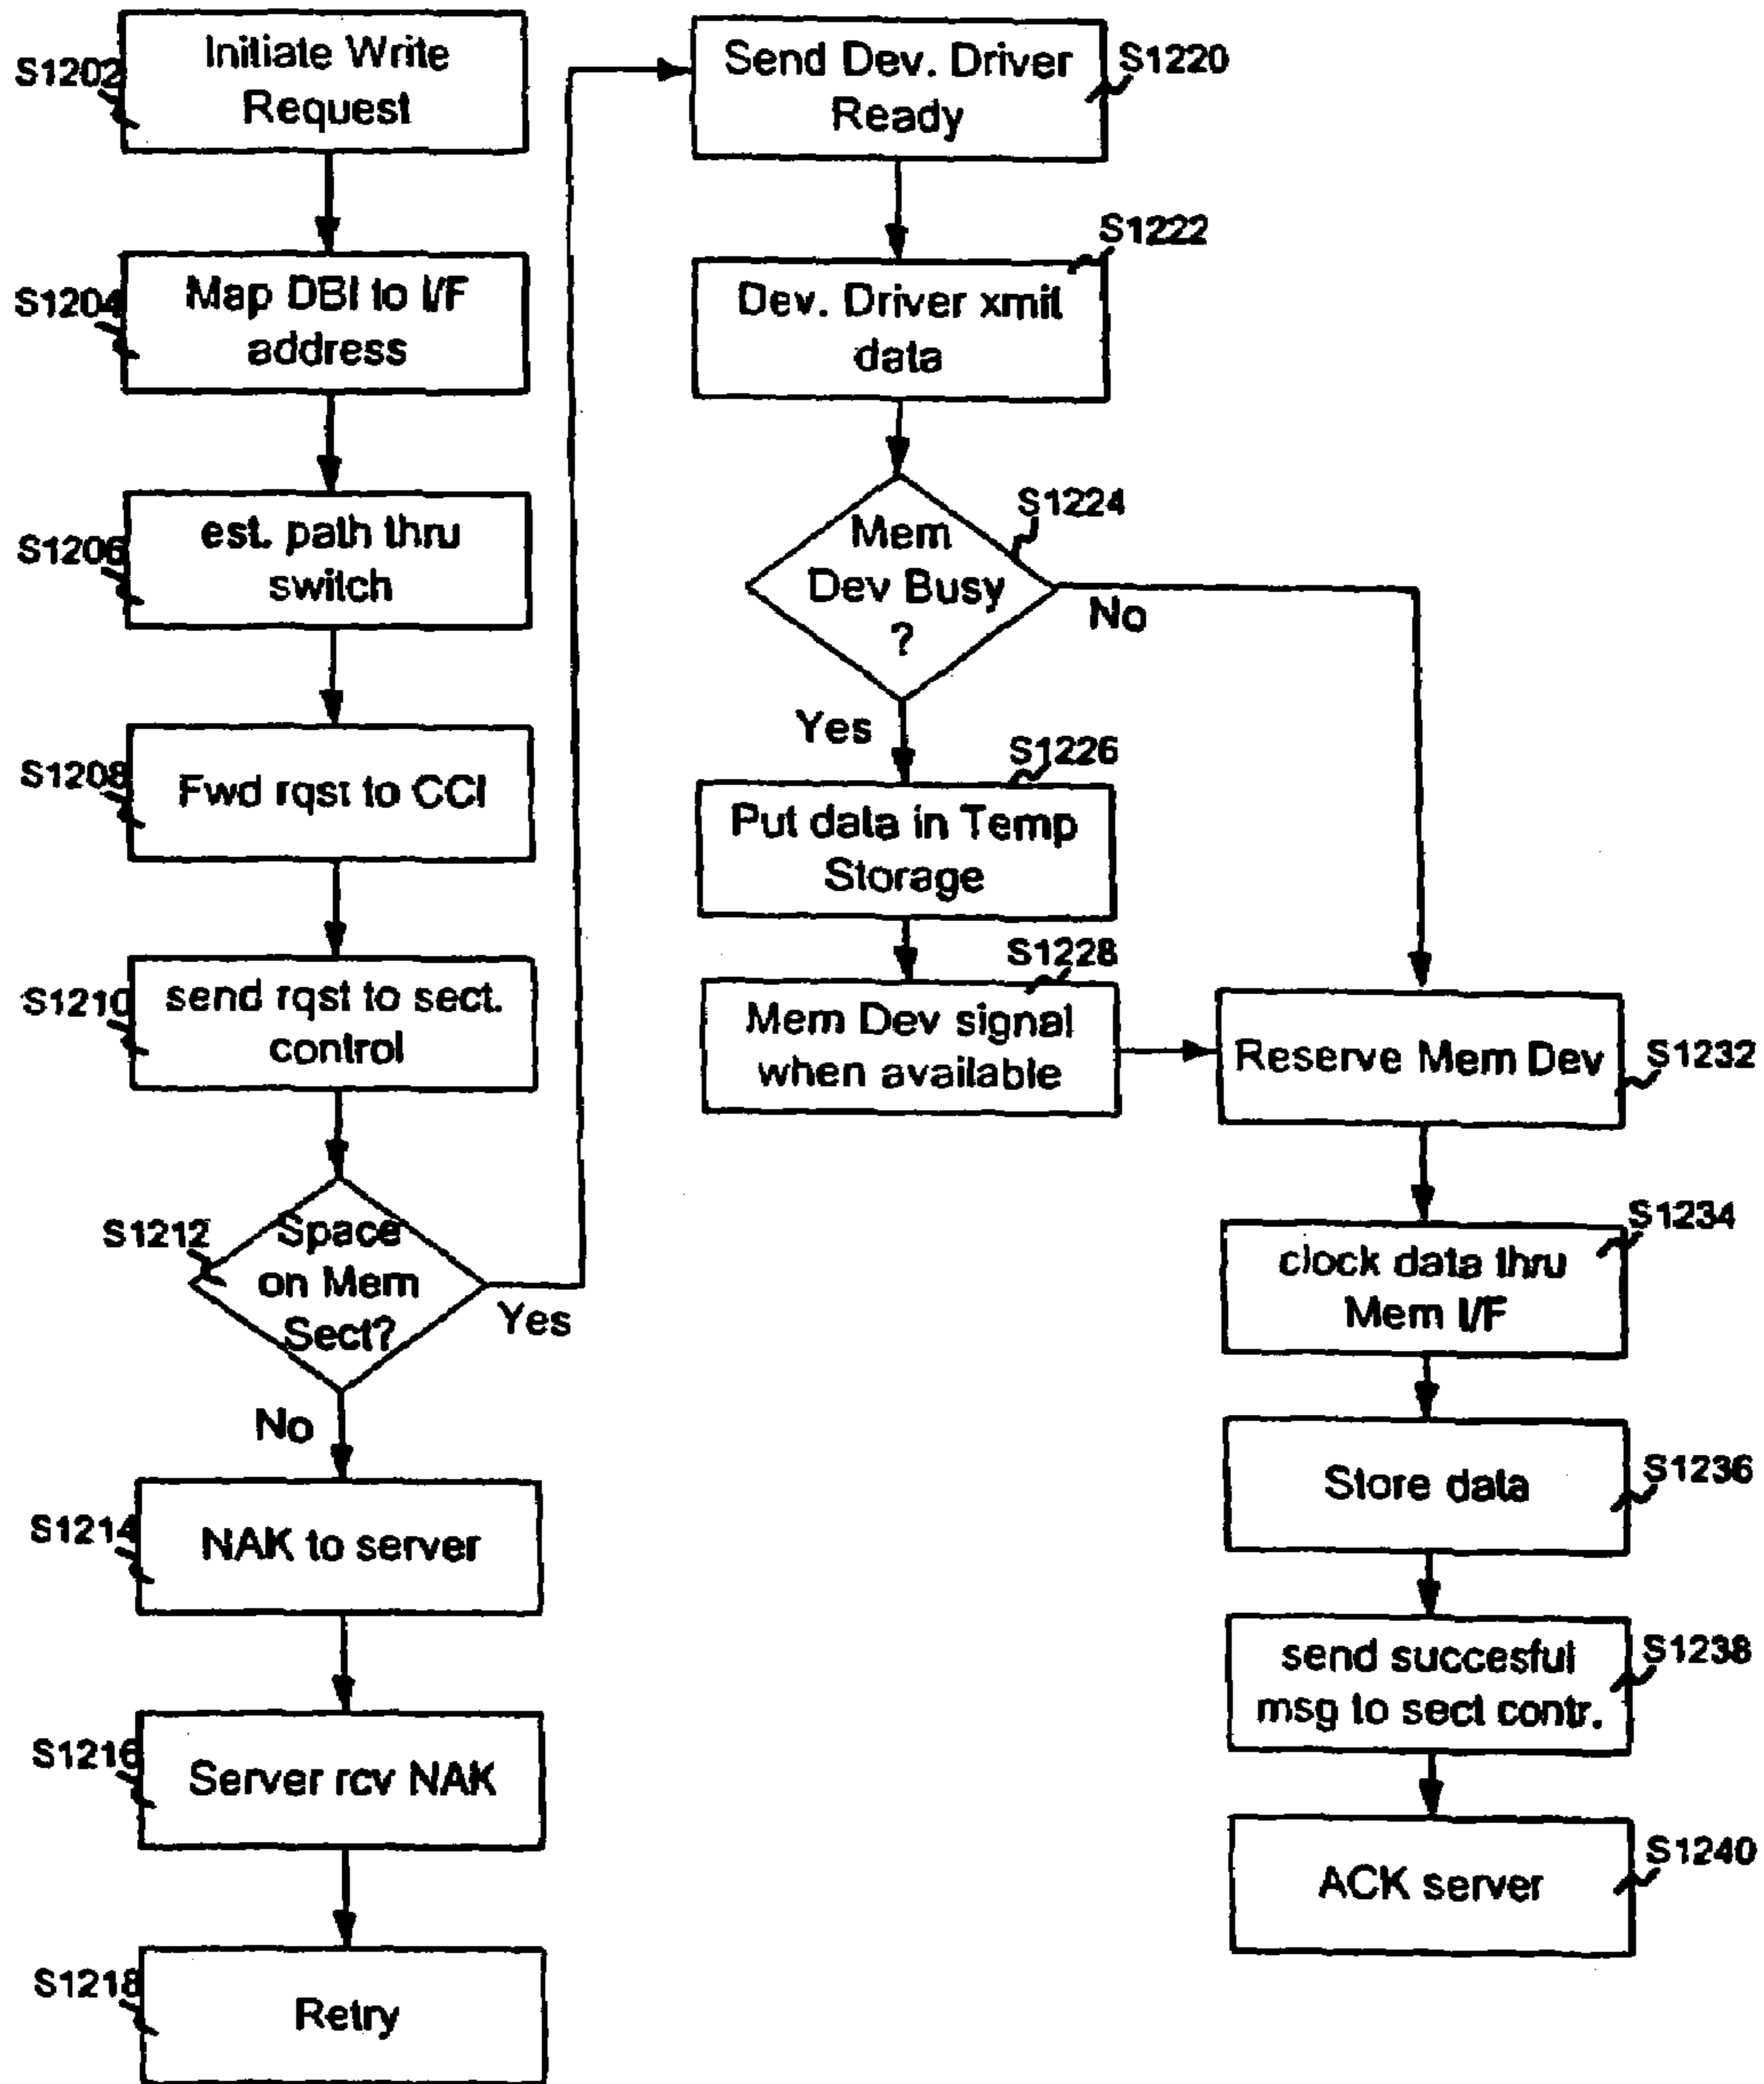 S1202
Initiate Write
Request
S1204
Map DBI to I/F
address
S1206
est. path thru
switch
S1208
Fwd rqst to CCI
S1210
send rqst to sect.
control
S1212
Space
on Mem
Sect?
Yes
No
S1214
NAK to server
S1216
Server rcv NAK
S1218
Retry
Send Dev. Driver
Ready
S1220
S1222
Dev. Driver xmit
data
S1224
Mem
Dev Busy
?
No
Yes
S1226
Put data in Temp
Storage
S1228
Mem Dev signal
when available
Reserve Mem Dev
S1232
S1234
clock data thru
Mem I/F
Store data
S1236
send succesful
msg to sect contr.
S1238
ACK server
S1240